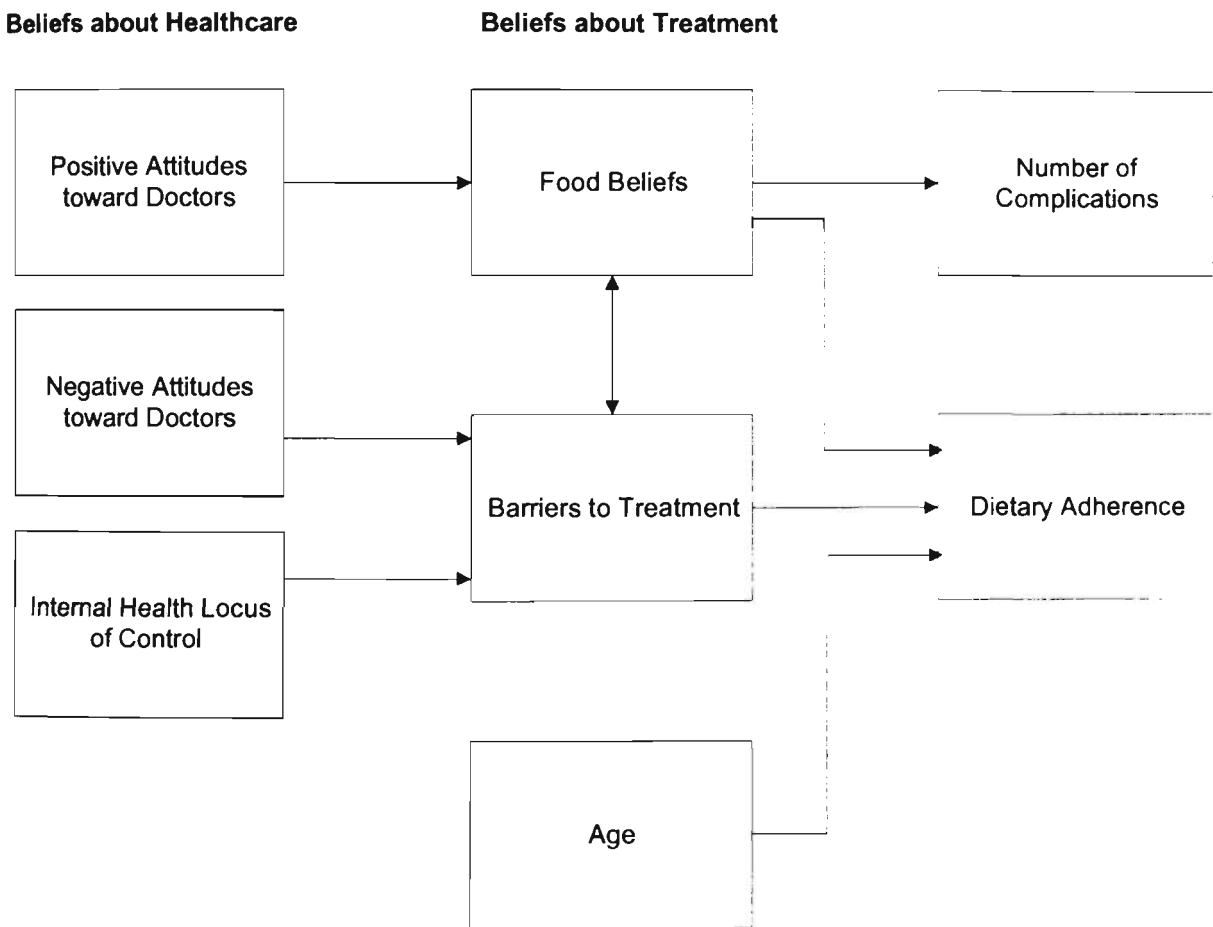 Beliefs about Healthcare
Beliefs about Treatment
Positive Attitudes
toward Doctors
Food Beliefs
Number of
Complications
Negative Attitudes
toward Doctors
Barriers to Treatment
Dietary Adherence
Internal Health Locus
of Control
Age